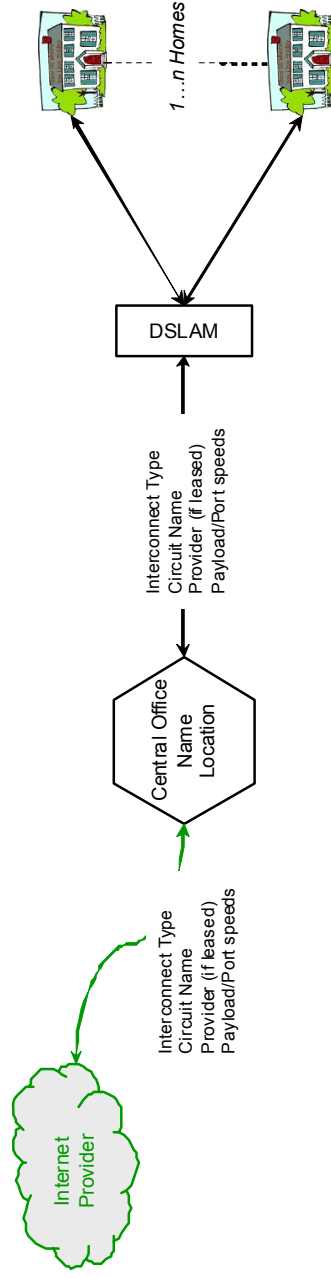 Internet
Provider
Interconnect Type
Circuit Name
Provider (if leased)
Payload/Port speeds
Central Office
Name
Location
Interconnect Type
Circuit Name
Provider (if leased)
Payload/Port speeds
DSLAM
1...n Homes